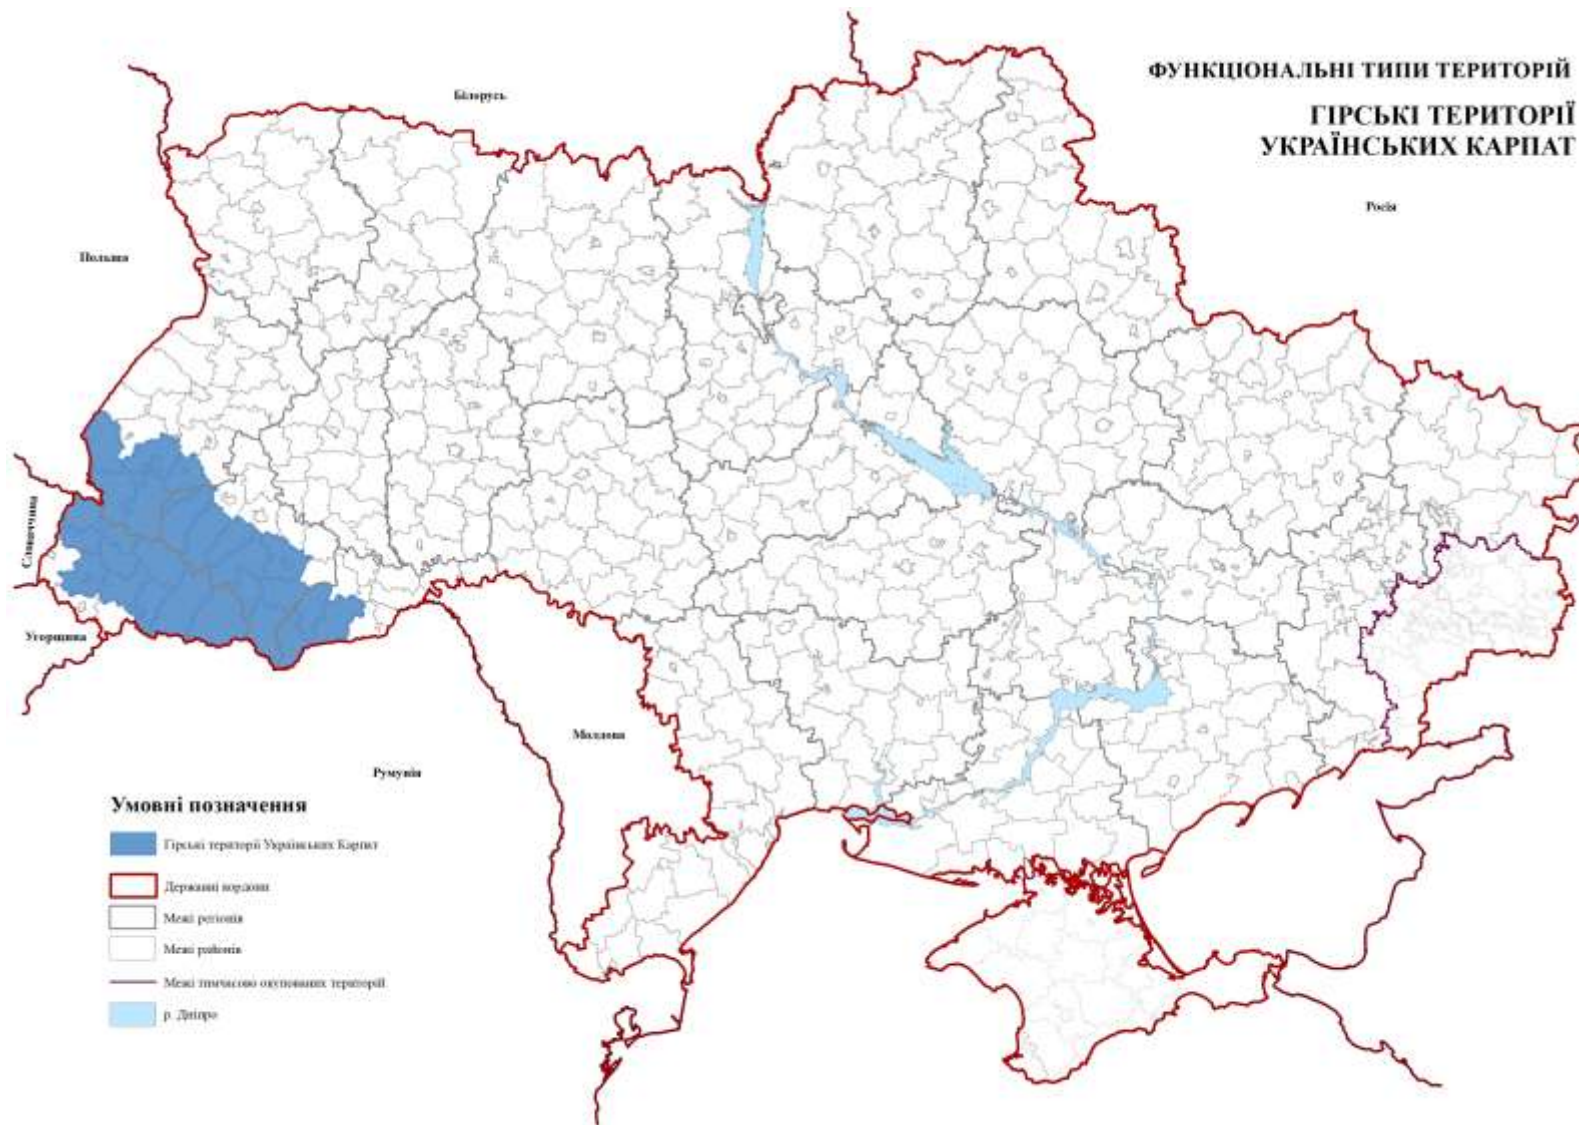 ФУНКЦІОНАЛЬНІ ТИПИ ТЕРИТОРІЙ
ГІРСЬКІ ТЕРИТОРІЇ
УКРАЇНСЬКИХ КАРПАТ
Білорусь
Росія
Польща
Словаччина
Угорщина
Молдова
Румунія
Умовні позначення
Гірські території Українських Карпат
Державні кордони
Межі регіонів
Межі районів
Межі тимчасово окупованих територій
р. Дніпро